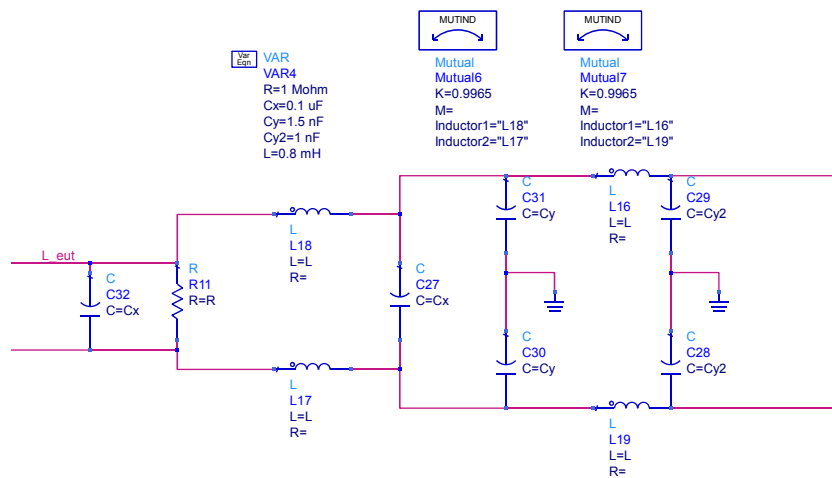 MUTIND
MUTIND
Var
Eqn
VAR
VAR4
R=1 Mohm
Cx=0.1 uF
Cy=1.5 nF
Cy2=1 nF
L=0.8 mH
Mutual
Mutual6
K=0.9965
M=
Inductor1="L18"
Inductor2="L17"
Mutual
Mutual7
K=0.9965
M=
Inductor1="L16"
Inductor2="L19"
L_eut
C
C32
C=Cx
R
R11
R=R
L
L18
L=L
R=
C
C27
C=Cx
C
C31
C=Cy
L
L16
L=L
R=
C
C29
C=Cy2
L
L17
L=L
R=
C
C30
C=Cy
L
L19
L=L
R=
C
C28
C=Cy2